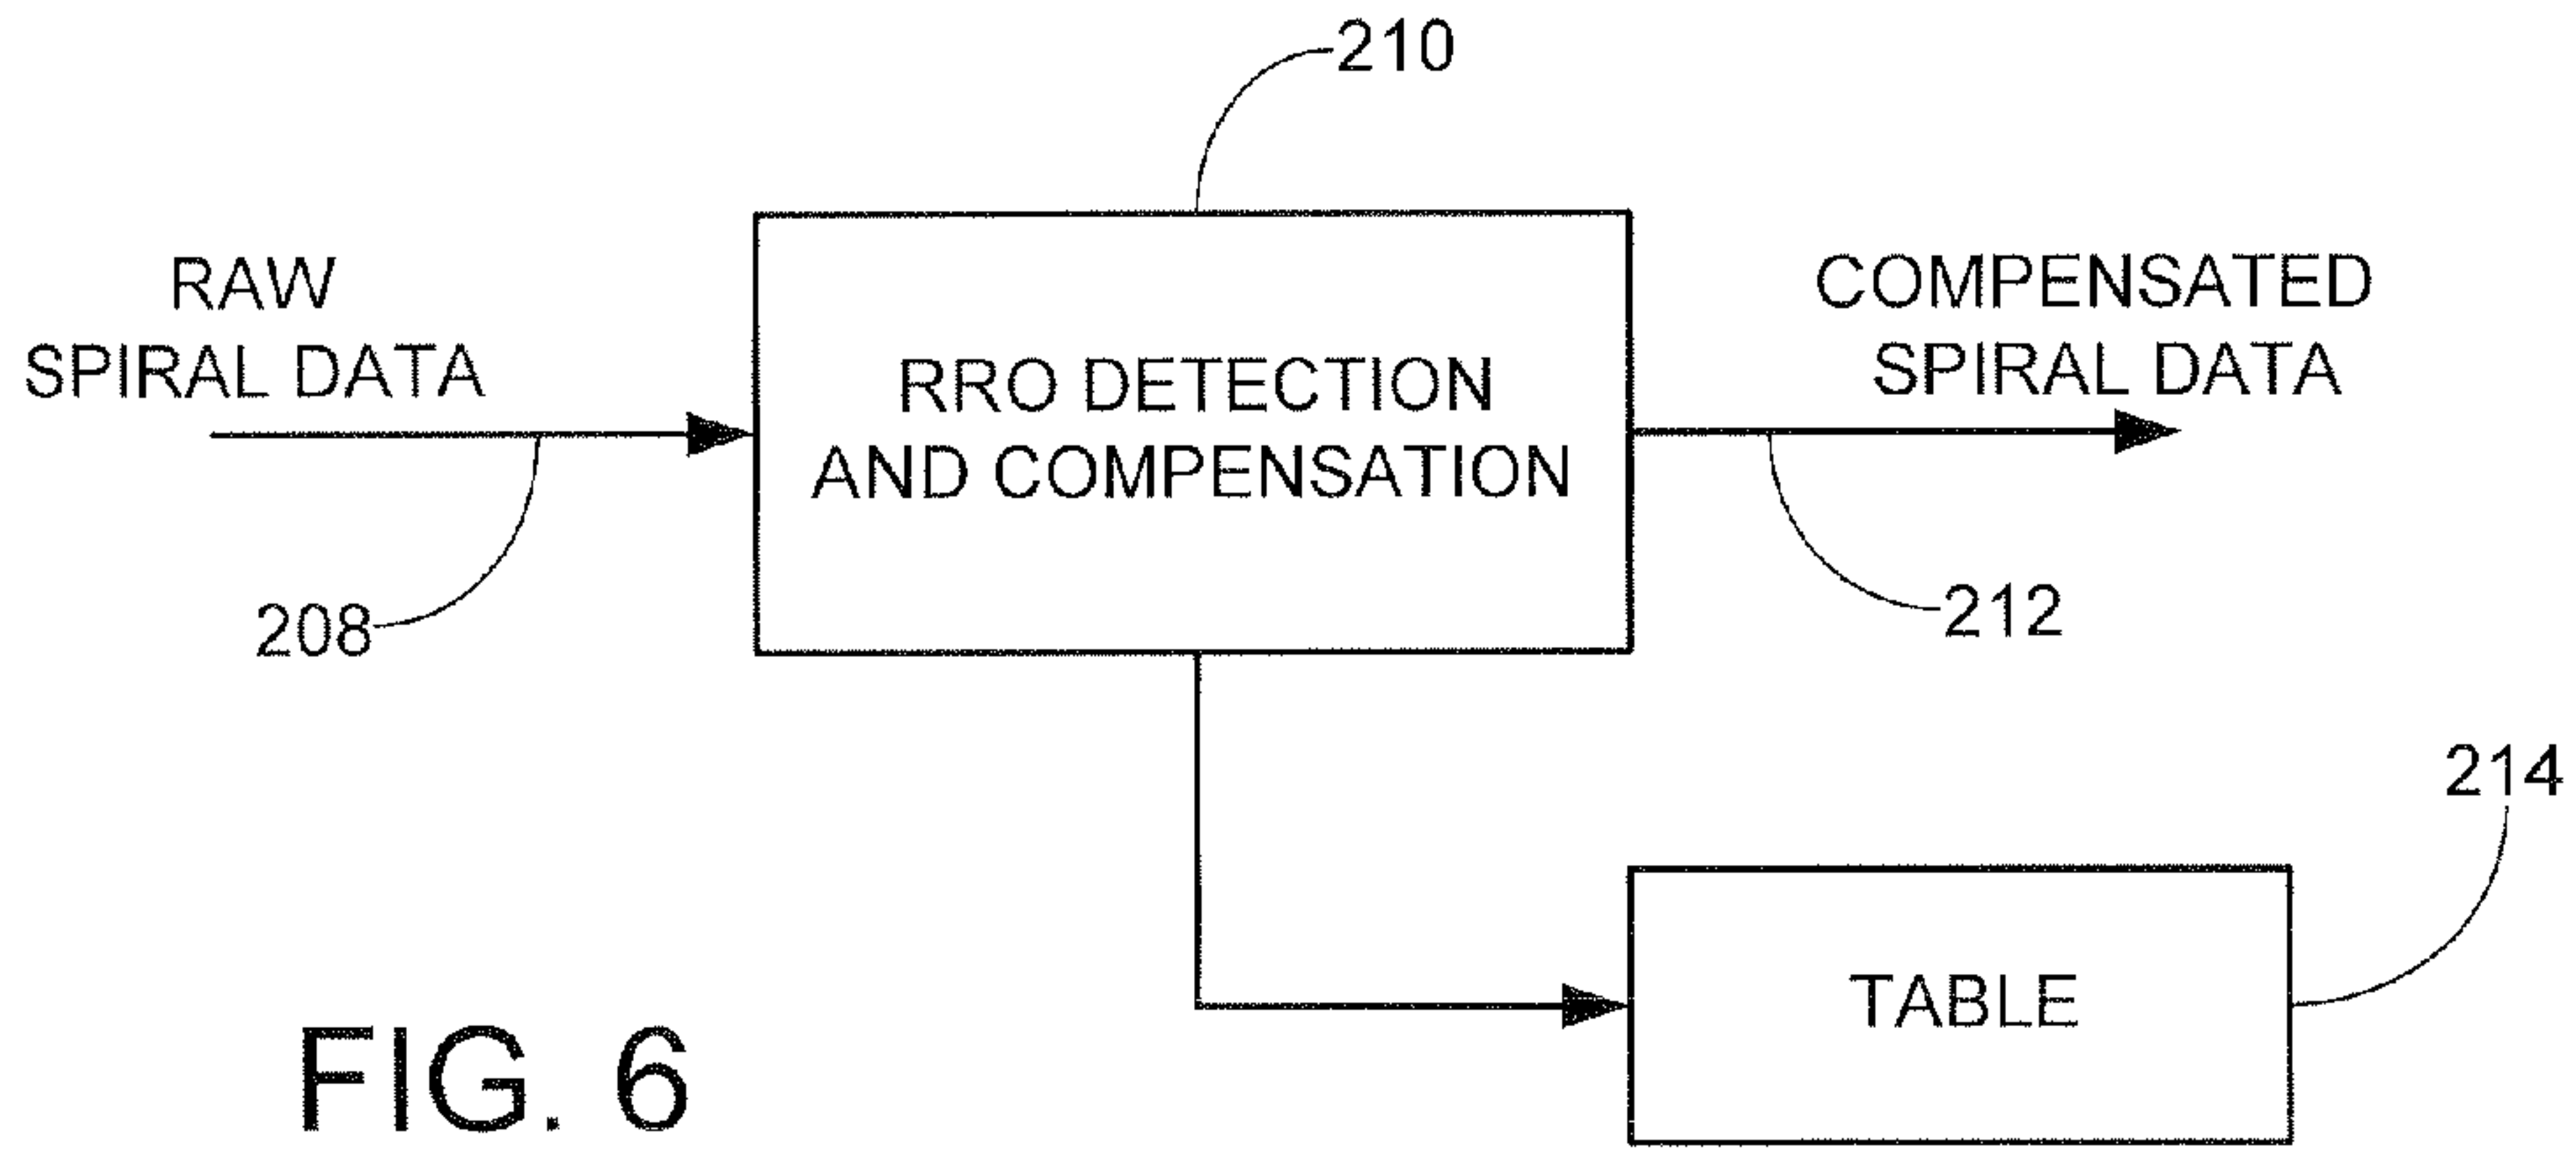 210
RAW
SPIRAL DATA
COMPENSATED
SPIRAL DATA
RRO DETECTION
AND COMPENSATION
208
212
214
TABLE
FIG. 6